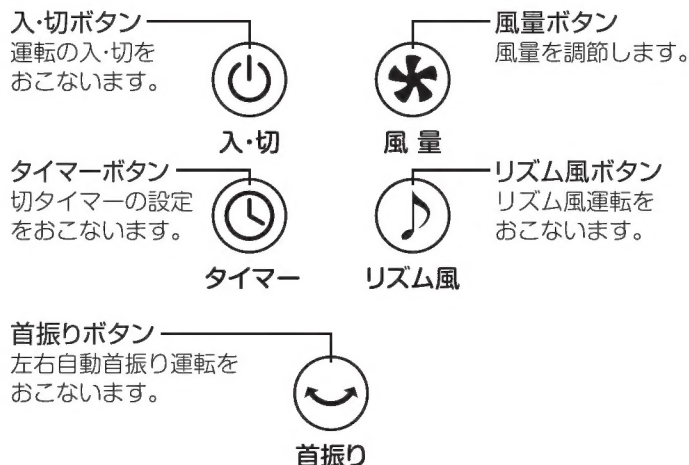 入・切ボタン
運転の入・切を
おこないます。
入・切
風量ボタン
風量を調節します。
風量
タイマーボタン
切タイマーの設定
をおこないます。
タイマー
リズム風ボタン
リズム風運転を
おこないます。
リズム風
首振りボタン
左右自動首振り運転を
おこないます。
首振り